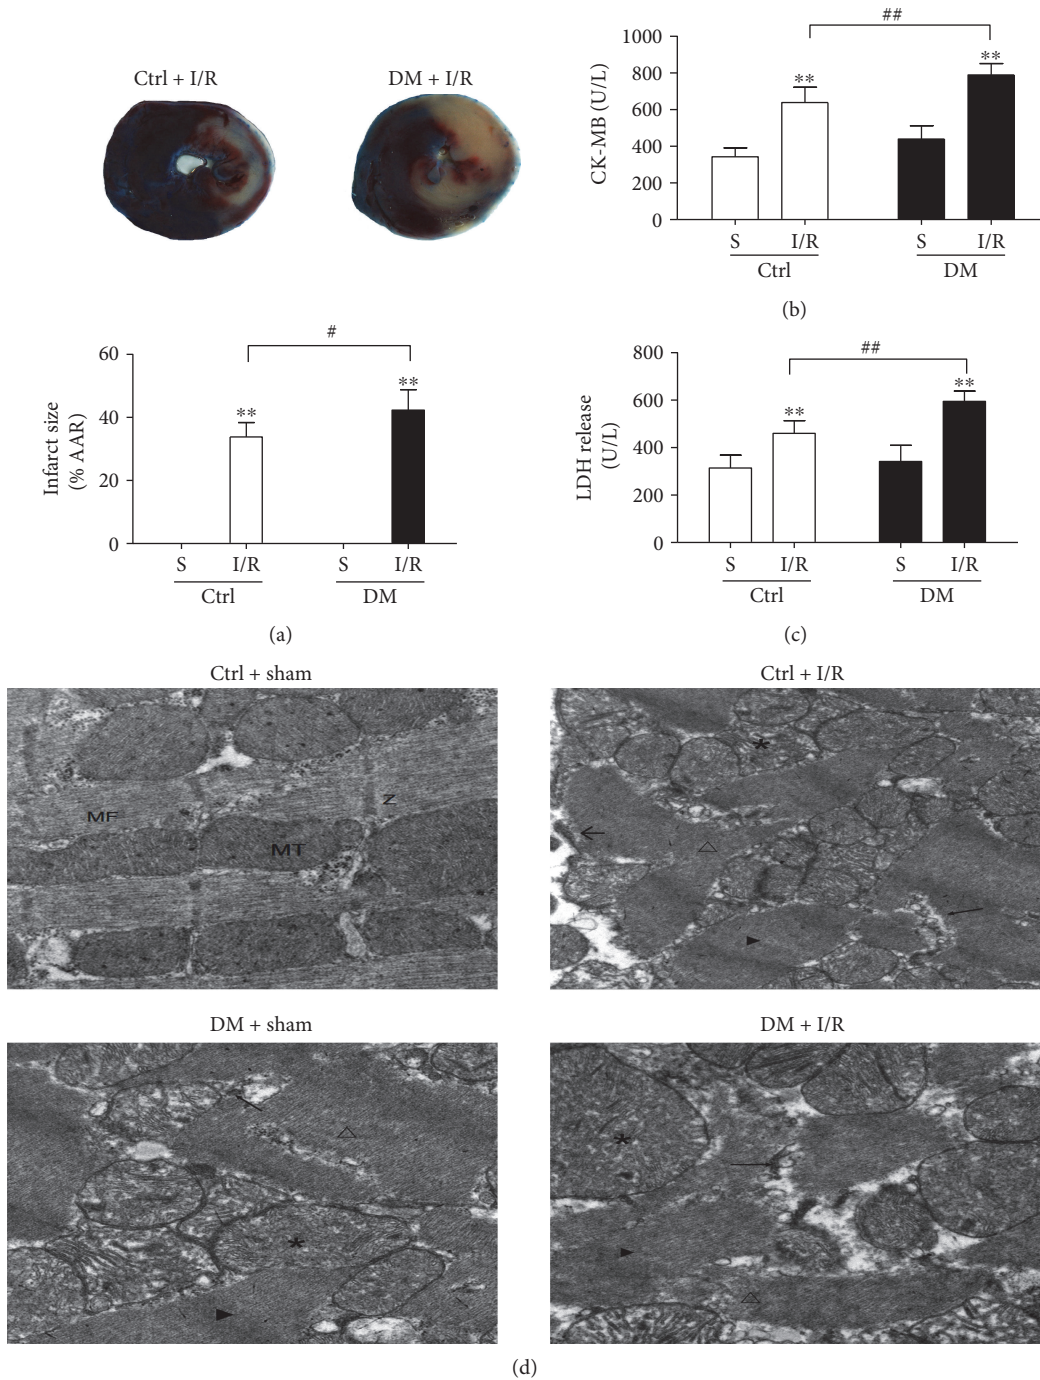 Ctrl + I/R
DM + I/R
Infarct size
(% AAR)
60
40
20
0
#
**
**
S
I/R
S
I/R
Ctrl
DM
(a)
CK-MB (U/L)
1000
800
600
400
200
0
##
**
**
S
I/R
S
I/R
Ctrl
DM
(b)
LDH release
(U/L)
800
600
400
200
0
##
**
**
S
I/R
S
I/R
Ctrl
DM
(c)
Ctrl + sham
MF
Z
MT
Ctrl + I/R
*
DM + sham
*
DM + I/R
*
(d)